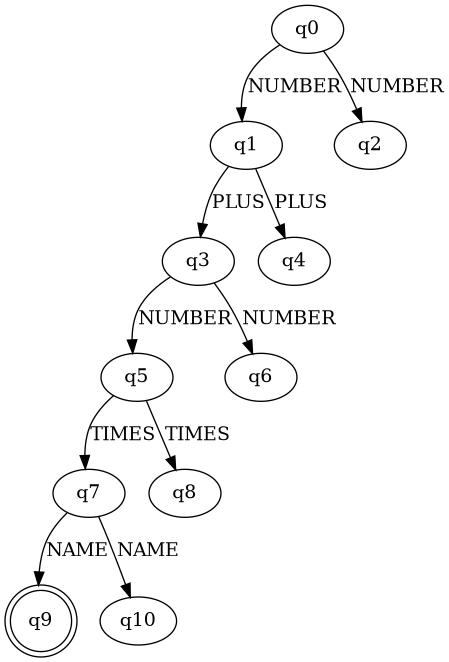 q0
NUMBER NUMBER
q1 q2
PLUS PLUS
q3 q4
NUMBER NUMBER
q5 q6
TIMES TIMES
q7 q8
NAME NAME
q9 q10